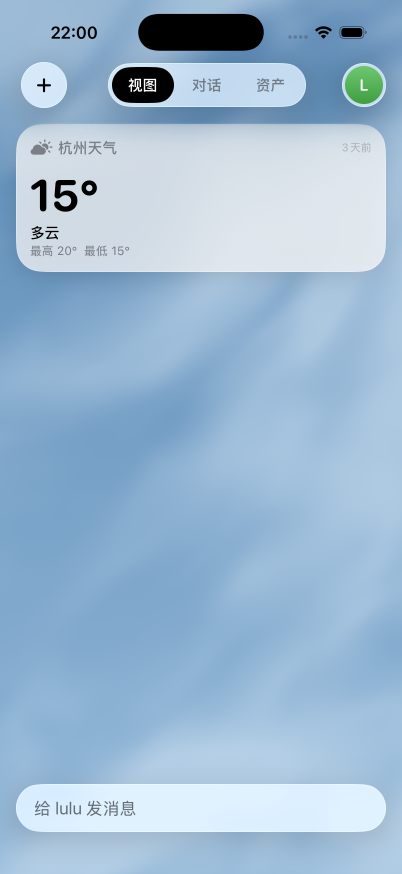 22:00
+
视图 对话 资产
L
杭州天气 3天前
15°
多云
最高 20° 最低 15°
给 lulu 发消息